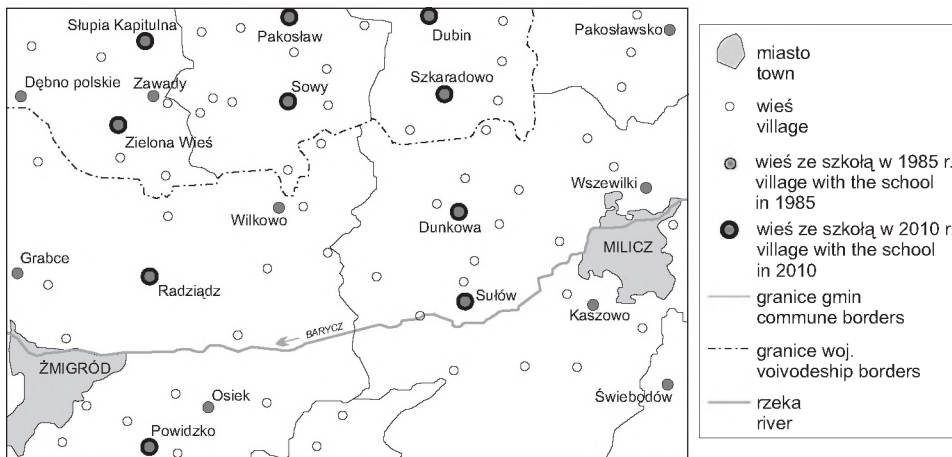 Słupia Kapitulna
Pakosław
Dubin
Pakosławsko
Dębno polskie
Zawady
Sowy
Szkaradowo
Zielona Wieś
Wszewilki
Wilkowo
Dunkowa
MILICZ
Grabce
Radziądz
Sułów
Kaszowo
BARYCZ
ŻMIGRÓD
Osiek
Świebodów
Powidzko
miasto
town
wieś
village
wieś ze szkołą w 1985 r.
village with the school
in 1985
wieś ze szkołą w 2010 r.
village with the school
in 2010
granice gmin
commune borders
granice woj.
voivodeship borders
rzeka
river